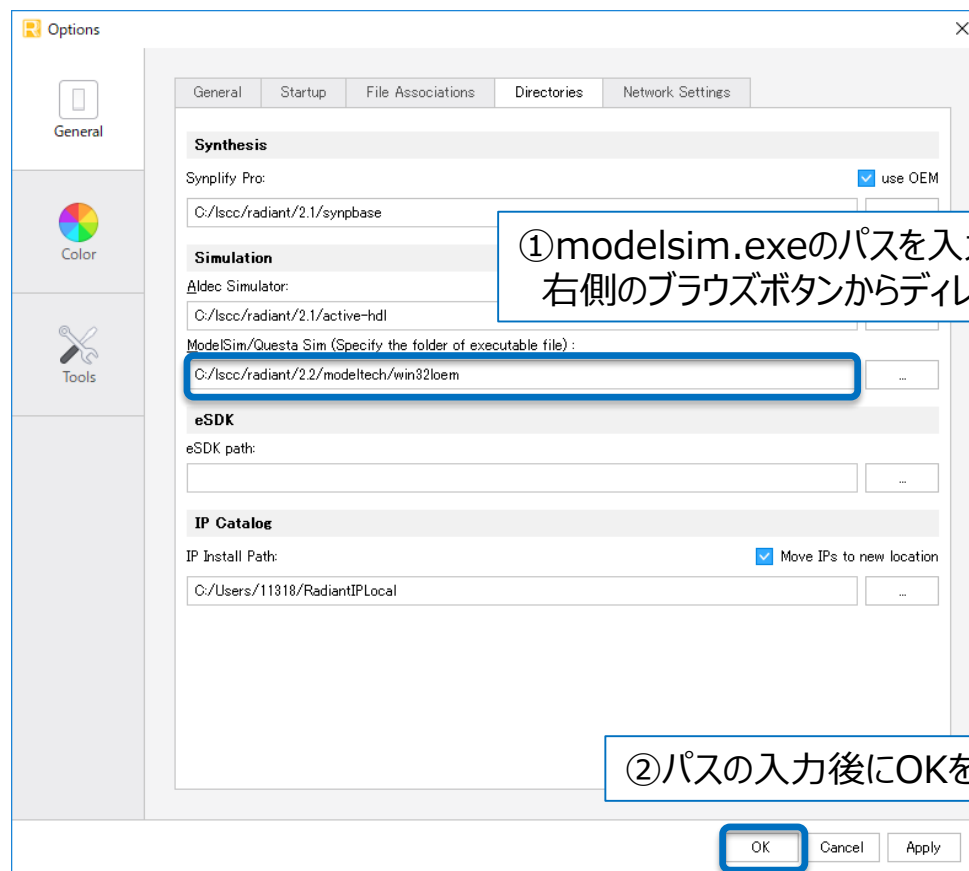 Options
General
Startup
File Associations
Directories
Network Settings
General
Color
Tools
Synthesis
Synplify Pro:
use OEM
C:/lscc/radiant/2.1/synpbase
①modelsim.exeのパスを入
右側のブラウズボタンからディレ
Simulation
Aldec Simulator:
C:/lscc/radiant/2.1/active-hdl
ModelSim/Questa Sim (Specify the folder of executable file) :
C:/lscc/radiant/2.2/modeltech/win32loem
...
eSDK
eSDK path:
...
IP Catalog
IP Install Path:
Move IPs to new location
C:/Users/11318/RadiantIPLocal
...
②パスの入力後にOKを
OK
Cancel
Apply